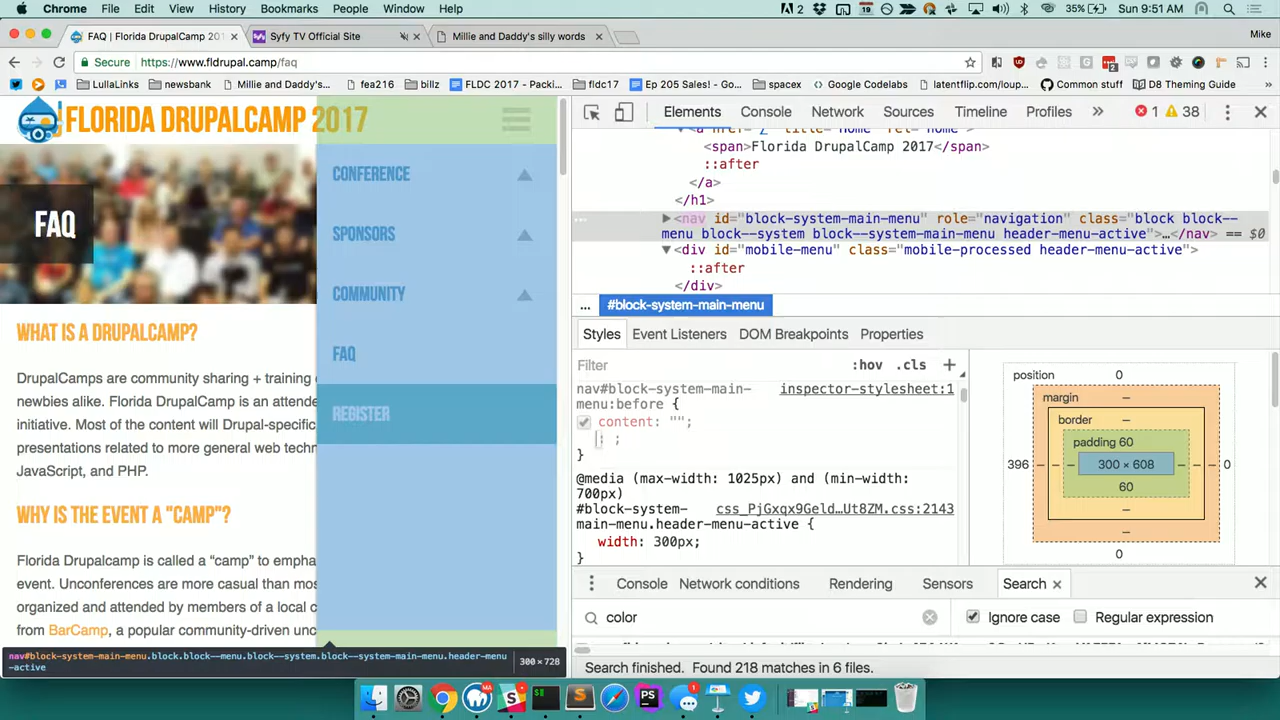 Chrome File Edit View History Bookmarks People Window Help
2 19 35% Sun 9:51 AM
FAQ | Florida DrupalCamp 201 Syfy TV Official Site Millie and Daddy's silly words Mike
Secure https://www.fldrupal.camp/faq
LullaLinks newsbank Millie and Daddy's... fea216 billz FLDC 2017 - Packi... fldc17 Ep 205 Sales! - Go... spacex Google Codelabs latentflip.com/loup... Common stuff D8 Theming Guide
FLORIDA DRUPALCAMP 2017
FAQ
CONFERENCE
SPONSORS
COMMUNITY
FAQ
REGISTER
WHAT IS A DRUPALCAMP?
DrupalCamps are community sharing + training
newbies alike. Florida DrupalCamp is an attende
initiative. Most of the content will Drupal-specific
presentations related to more general web techn
JavaScript, and PHP.
WHY IS THE EVENT A "CAMP"?
Florida Drupalcamp is called a “camp” to empha
event. Unconferences are more casual than mos
organized and attended by members of a local c
from BarCamp, a popular community-driven unc
nav#block-system-main-menu.block.block--menu.block--system.block--system-main-menu.header-menu
-active
300×728
Elements Console Network Sources Timeline Profiles » 1 38
<a href="/" title="Home" rel="home">
<span>Florida DrupalCamp 2017</span>
::after
</a>
</h1>
<nav id="block-system-main-menu" role="navigation" class="block block--
menu block--system block--system-main-menu header-menu-active">…</nav> == $0
<div id="mobile-menu" class="mobile-processed header-menu-active">
::after
</div>
... #block-system-main-menu
Styles Event Listeners DOM Breakpoints Properties
Filter :hov .cls +
nav#block-system-main- inspector-stylesheet:1
menu:before {
content: "";
: ;
}
@media (max-width: 1025px) and (min-width:
700px)
#block-system- css_PjGxqx9Geld…Ut8ZM.css:2143
main-menu.header-menu-active {
width: 300px;
}
position 0
margin –
border –
padding 60
396 – – 300 × 608 – – 0
60
–
–
0
Console Network conditions Rendering Sensors Search ×
color Ignore case Regular expression
Search finished. Found 218 matches in 6 files.